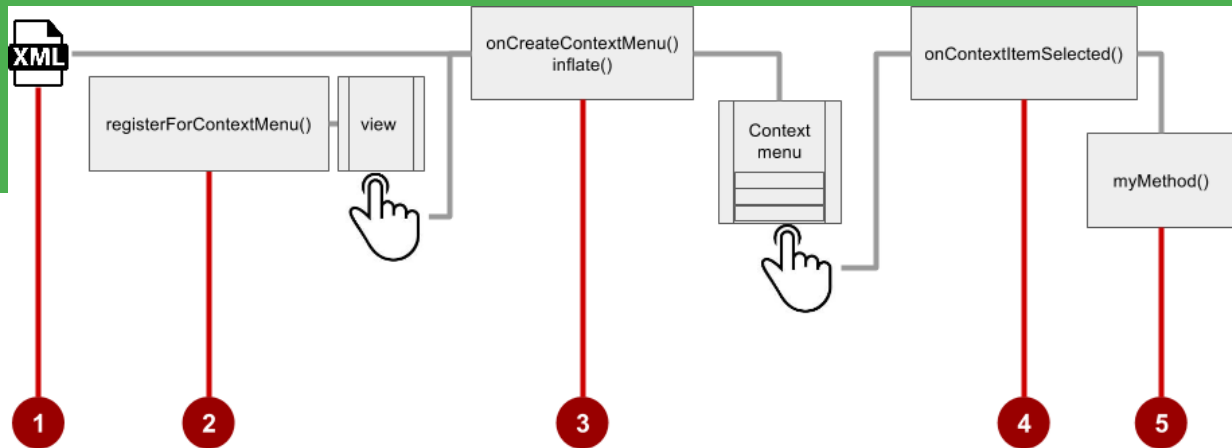 XML
registerForContextMenu()
view
onCreateContextMenu()
inflate()
Context
menu
onContextItemSelected()
myMethod()
1
2
3
4
5